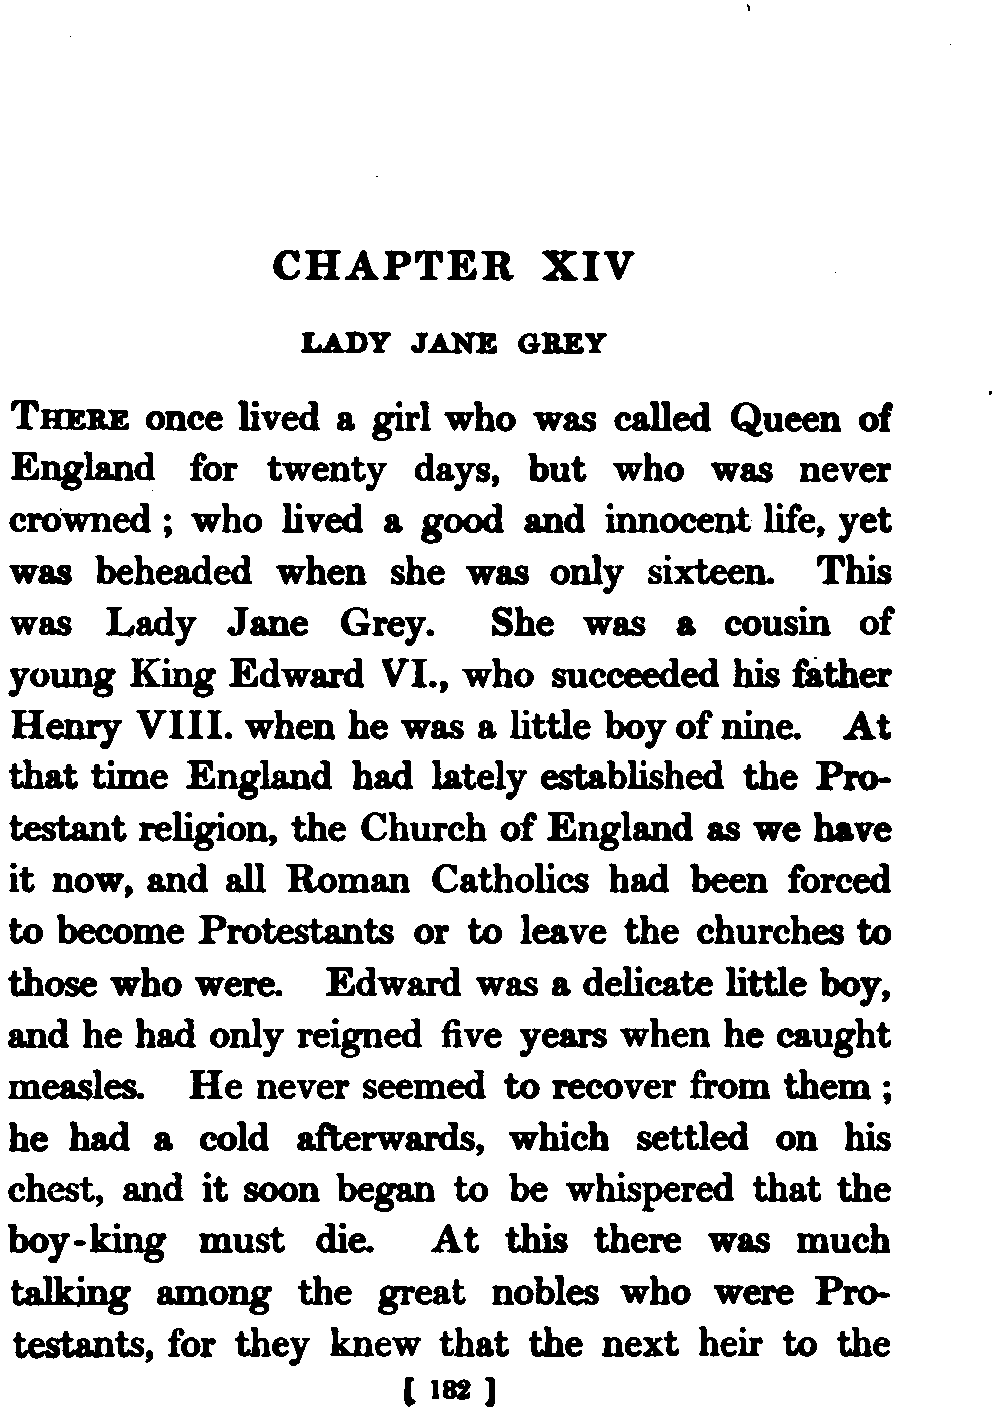 CHAPTER XIV
LADY JANE GREY
THERE once lived a girl who was called Queen of
England for twenty days, but who was never
crowned ; who lived a good and innocent life, yet
was beheaded when she was only sixteen. This
was Lady Jane Grey. She was a cousin of
young King Edward VI., who succeeded his father
Henry VIII. when he was a little boy of nine. At
that time England had lately established the Pro-
testant religion, the Church of England as we have
it now, and all Roman Catholics had been forced
to become Protestants or to leave the churches to
those who were. Edward was a delicate little boy,
and he had only reigned five years when he caught
measles. He never seemed to recover from them ;
he had a cold afterwards, which settled on his
chest, and it soon began to be whispered that the
boy-king must die. At this there was much
talking among the great nobles who were Pro-
testants, for they knew that the next heir to the
[ 182 ]